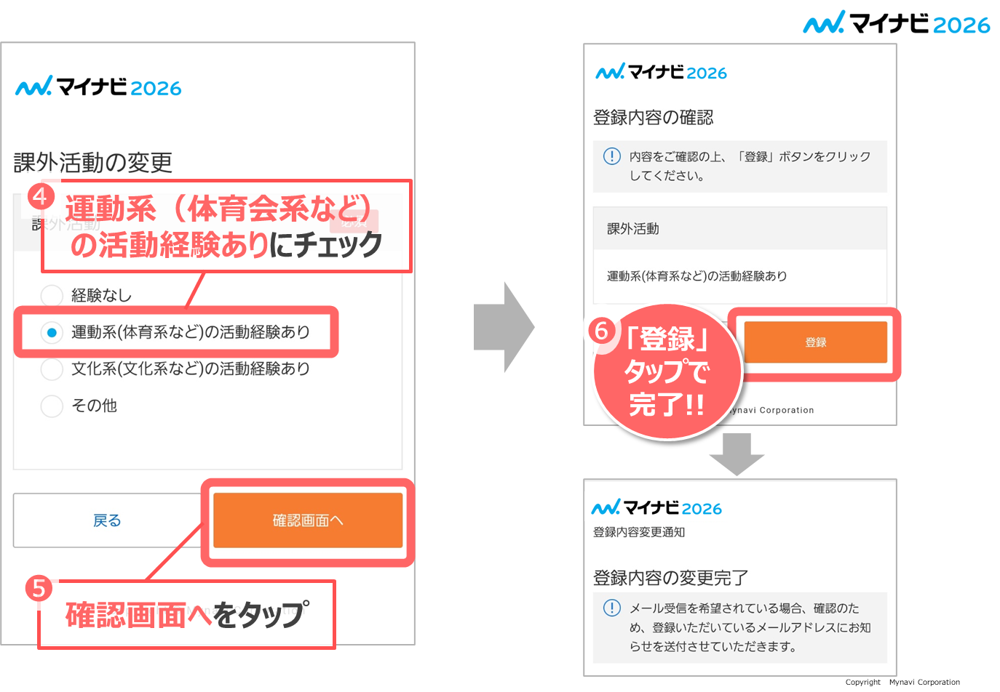 マイナビ2026
マイナビ2026
課外活動の変更
4
運動系（体育会系など）
の活動経験ありにチェック
課外活動
必須
経験なし
運動系(体育系など)の活動経験あり
文化系(文化系など)の活動経験あり
その他
戻る
確認画面へ
5
確認画面へをタップ
マイナビ2026
登録内容の確認
内容をご確認の上、「登録」ボタンをクリック
してください。
課外活動
運動系(体育系など)の活動経験あり
登録
6
「登録」
タップで
完了!!
ynavi Corporation
マイナビ2026
登録内容変更通知
登録内容の変更完了
メール受信を希望されている場合、確認のた
め、登録いただいているメールアドレスにお知
らせを送付させていただきます。
Copyright Mynavi Corporation